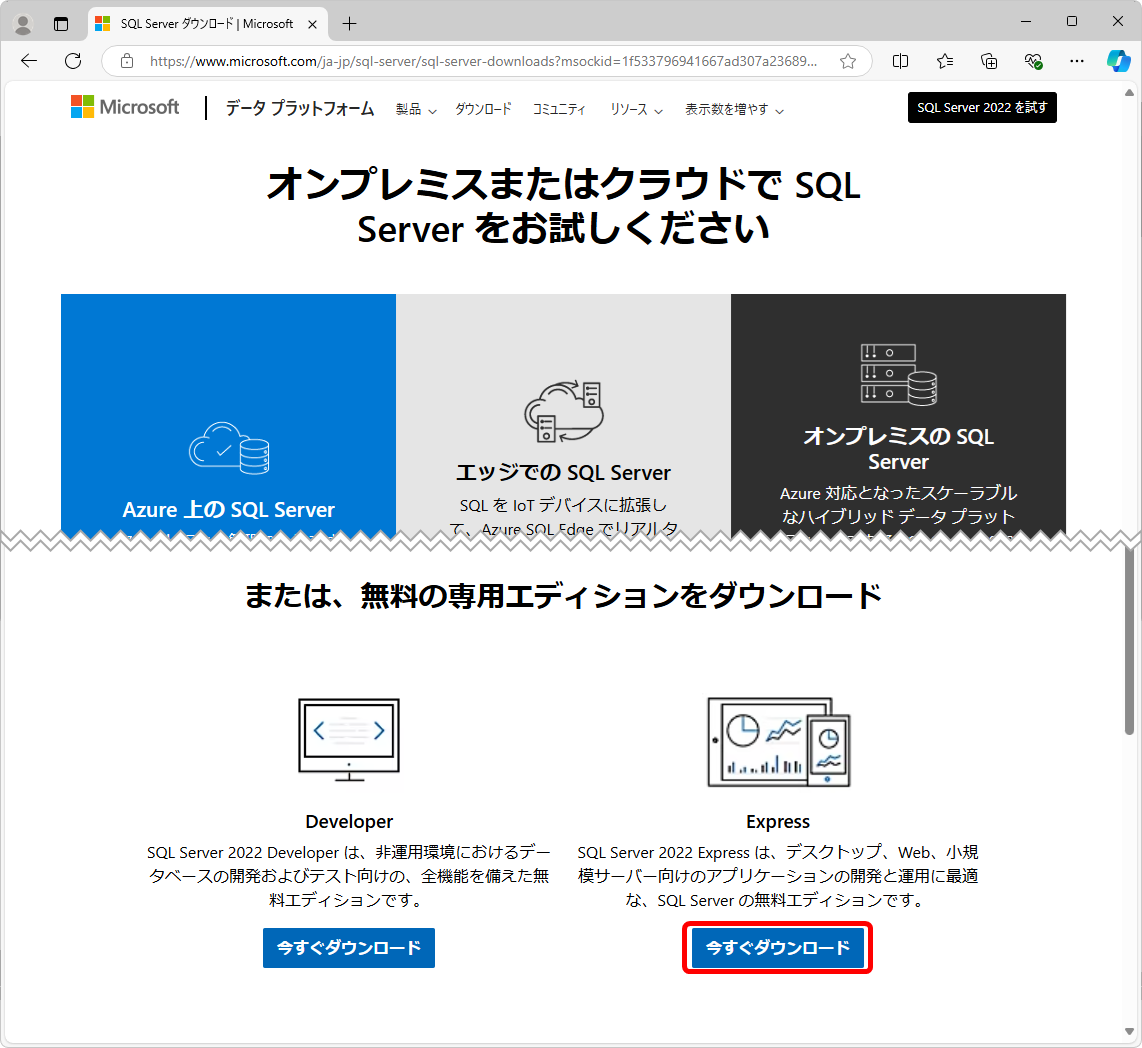 SQL Server ダウンロード | Microsoft
https://www.microsoft.com/ja-jp/sql-server/sql-server-downloads?msockid=1f533796941667ad307a23689...
Microsoft
データ プラットフォーム
製品
ダウンロード
コミュニティ
リソース
表示数を増やす
SQL Server 2022 を試す
オンプレミスまたはクラウドで SQL
Server をお試しください
Azure 上の SQL Server
エッジでの SQL Server
SQL を IoT デバイスに拡張し
て、Azure SQL Edge でリアルタ
オンプレミスの SQL
Server
Azure 対応となったスケーラブル
なハイブリッド データ プラット
または、無料の専用エディションをダウンロード
Developer
SQL Server 2022 Developer は、非運用環境におけるデー
タベースの開発およびテスト向けの、全機能を備えた無
料エディションです。
今すぐダウンロード
Express
SQL Server 2022 Express は、デスクトップ、Web、小規
模サーバー向けのアプリケーションの開発と運用に最適
な、SQL Server の無料エディションです。
今すぐダウンロード